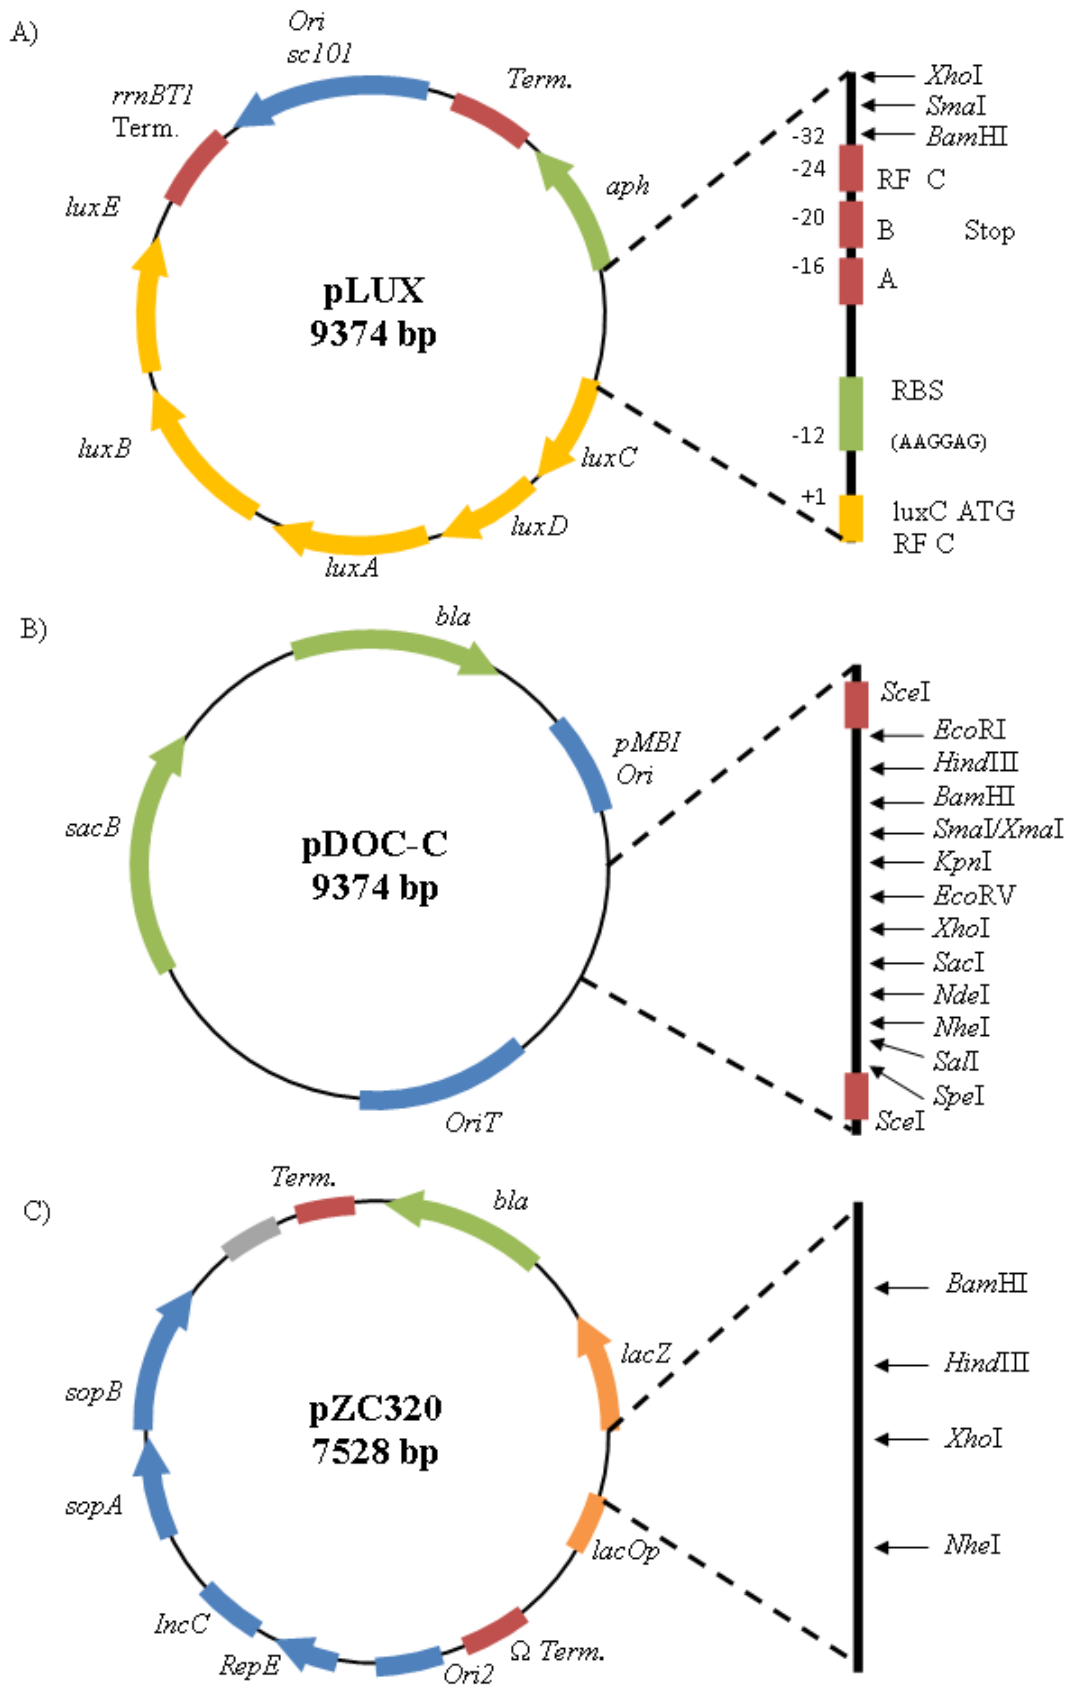 A)
Ori
sc101
Term.
rrnBT1
Term.
aph
luxE
pLUX
9374 bp
luxB
luxC
luxD
luxA
XhoI
SmaI
BamHI
-32
-24
RF C
-20
B Stop
-16
A
RBS
-12
(AAGGAG)
+1
luxC ATG
RF C
B)
bla
pMB1
Ori
sacB
pDOC-C
9374 bp
OriT
SceI
EcoRI
HindIII
BamHI
SmaI/XmaI
KpnI
EcoRV
XhoI
SacI
NdeI
NheI
SalI
SpeI
SceI
C)
Term.
bla
lacZ
sopB
pZC320
7528 bp
sopA
lacOp
IncC
RepE
Ori2
Ω Term.
BamHI
HindIII
XhoI
NheI